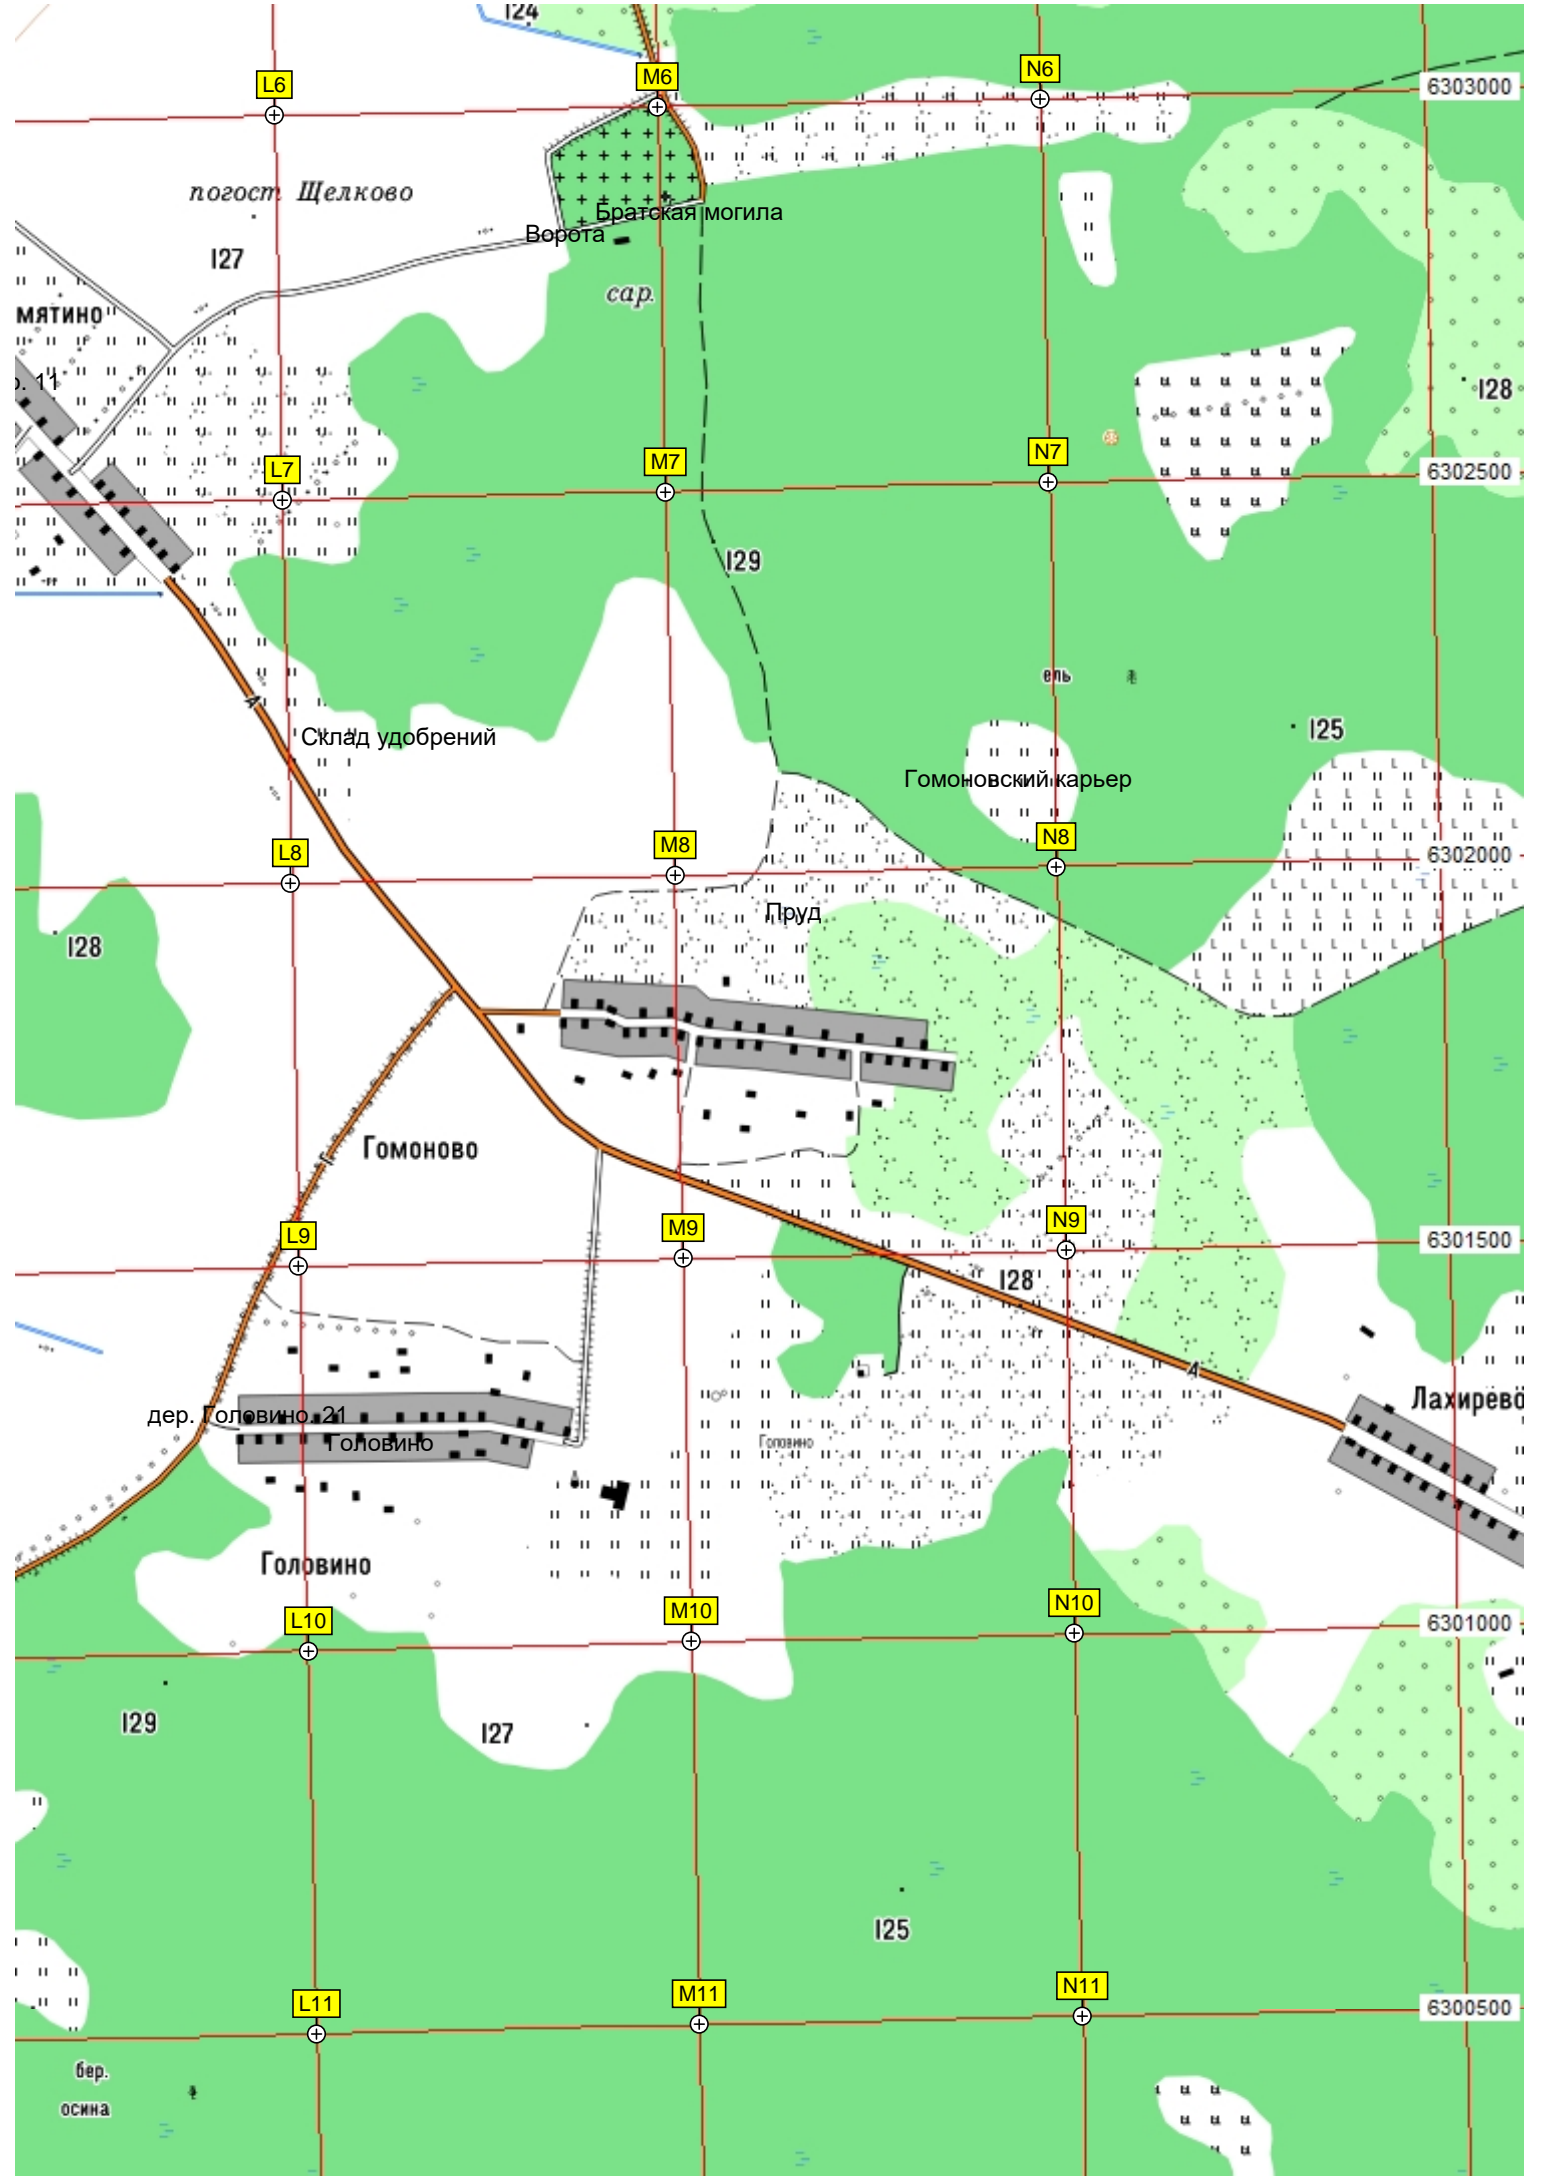 124
M6
N6
L6
6303000
погост Щелково
Братская могила
Ворота
127
сар.
мятино
р. 11
128
M7
N7
L7
6302500
129
ель
125
Склад удобрений
Гомоновский карьер
N8
M8
L8
6302000
Пруд
128
Гомоново
Г
N9
M9
L9
6301500
128
А
А
Лахирево
дер. Головино. 21
Головино
Головино
Головино
N10
M10
L10
6301000
129
127
125
N11
M11
L11
6300500
бер.
осина